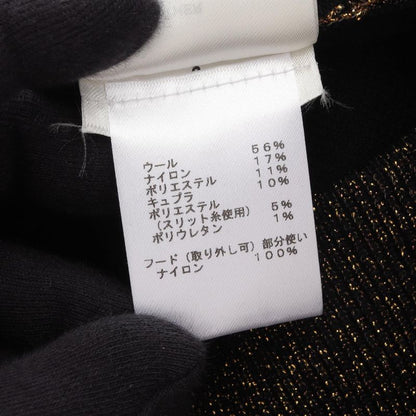 ウール 56%
ナイロン 17%
ポリエステル 11%
キュプラ 10%
ポリエステル
(スリット糸使用) 5%
ポリウレタン 1%
フード(取り外し可)部分使い
ナイロン 100%